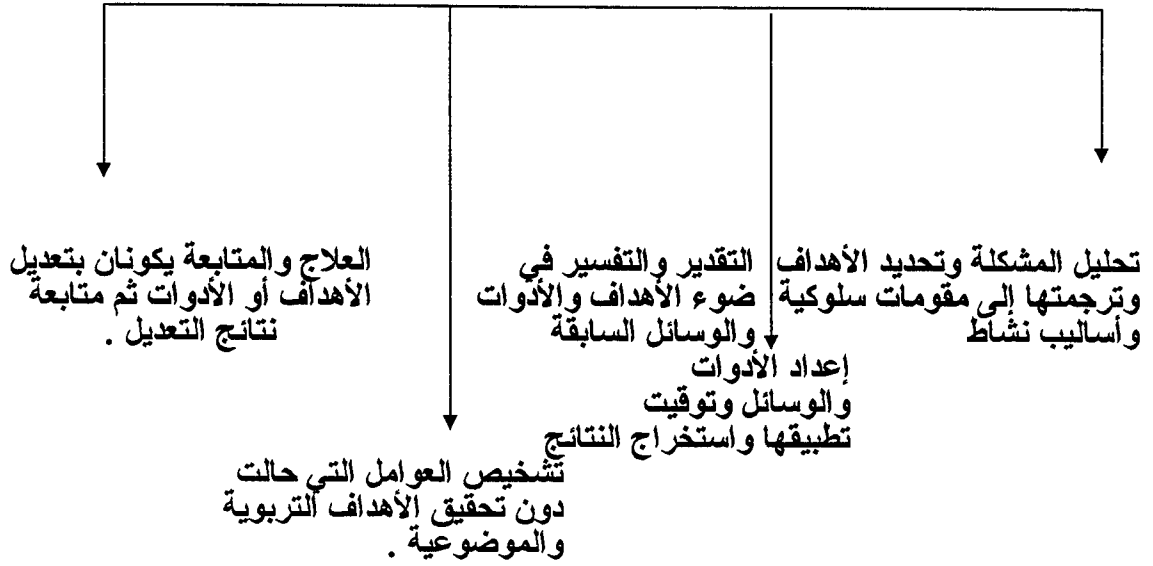 تحليل المشكلة وتحديد الأهداف
وترجمتها إلى مقومات سلوكية
وأساليب نشاط
إعداد الأدوات
والوسائل وتوقيت
تطبيقها واستخراج النتائج
التقدير والتفسير في
ضوء الأهداف والأدوات
والوسائل السابقة
تشخيص العوامل التي حالت
دون تحقيق الأهداف التربوية
والموضوعية .
العلاج والمتابعة يكونان بتعديل
الأهداف أو الأدوات ثم متابعة
نتائج التعديل .